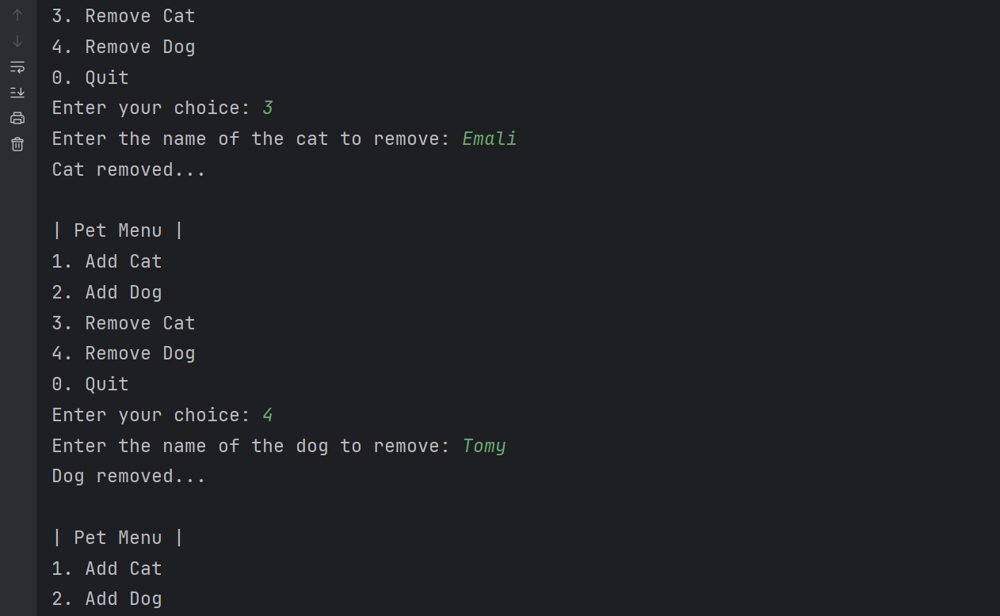 3. Remove Cat
4. Remove Dog
0. Quit
Enter your choice: 3
Enter the name of the cat to remove: Emali
Cat removed...
| Pet Menu |
1. Add Cat
2. Add Dog
3. Remove Cat
4. Remove Dog
0. Quit
Enter your choice: 4
Enter the name of the dog to remove: Tomy
Dog removed...
| Pet Menu |
1. Add Cat
2. Add Dog